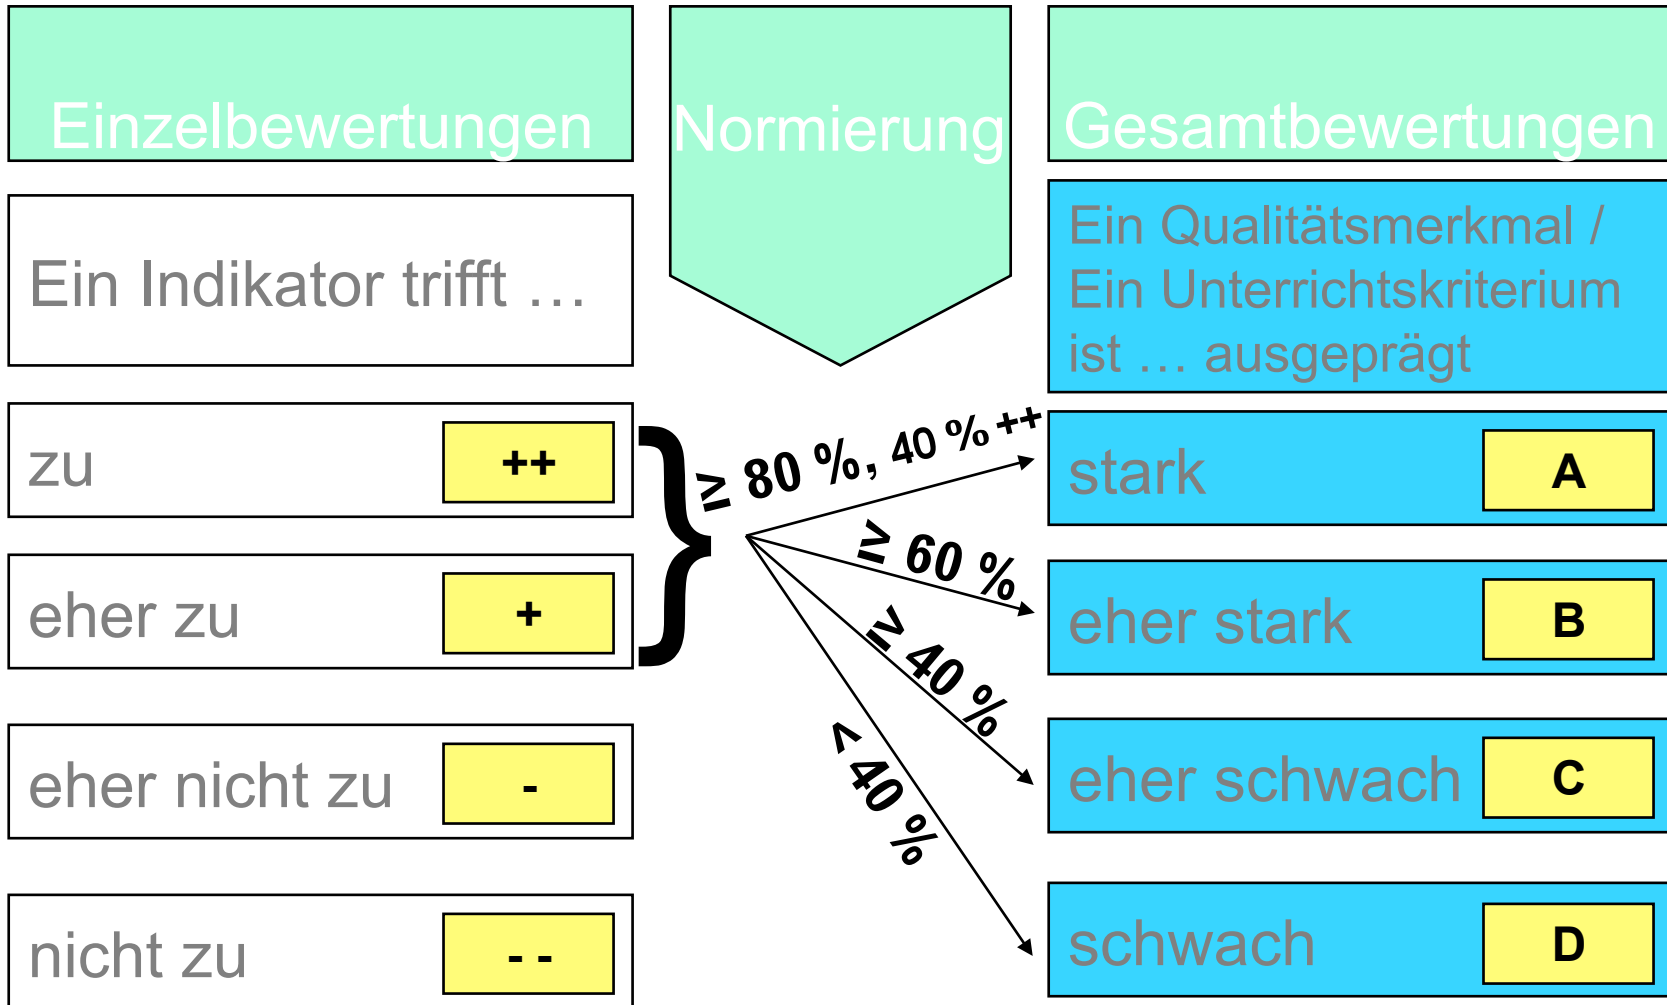 Einzelbewertungen
Normierung
Gesamtbewertungen
Ein Indikator trifft …
Ein Qualitätsmerkmal /
Ein Unterrichtskriterium
ist … ausgeprägt
zu
++
}
≥ 80 %, 40 % ++
stark
A
eher zu
+
≥ 60 %
eher stark
B
eher nicht zu
-
≥ 40 %
eher schwach
C
nicht zu
- -
< 40 %
schwach
D